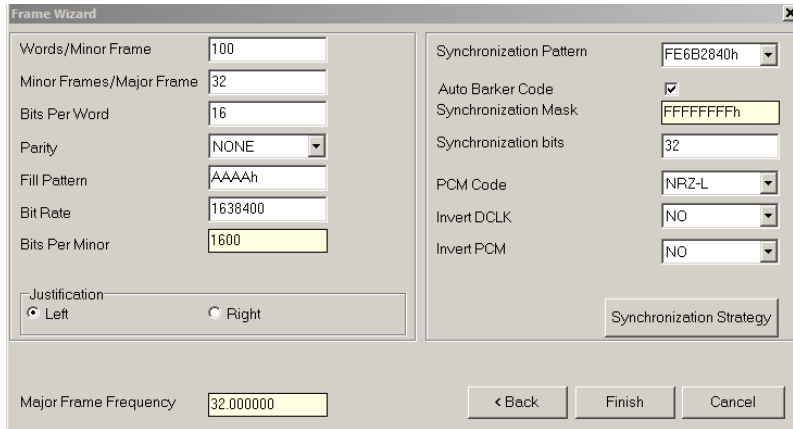 Frame Wizard
Words/Minor Frame 100
Minor Frames/Major Frame 32
Bits Per Word 16
Parity NONE
Fill Pattern AAAAh
Bit Rate 1638400
Bits Per Minor 1600
Justification
Left Right
Major Frame Frequency 32.000000
Synchronization Pattern FE6B2840h
Auto Barker Code
Synchronization Mask FFFFFFFFh
Synchronization bits 32
PCM Code NRZ-L
Invert DCLK NO
Invert PCM NO
Synchronization Strategy
< Back Finish Cancel